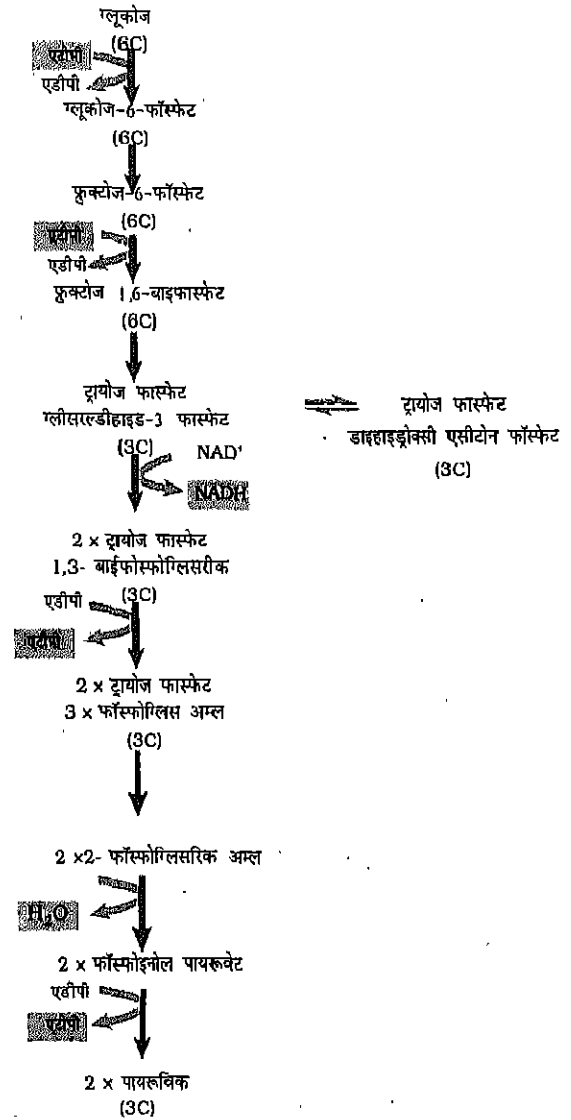 ग्लूकोज
(6C)
एटीपी
एडीपी
ग्लूकोज-6-फॉस्फेट
(6C)
फ्रुक्टोज-6-फॉस्फेट
(6C)
एटीपी
एडीपी
फ्रुक्टोज 1,6-बाइफास्फेट
(6C)
ट्रायोज फास्फेट
ग्लीसरल्डीहाइड-3 फास्फेट
(3C)
ट्रायोज फास्फेट
डाइहाइड्रोक्सी एसीटोन फॉस्फेट
(3C)
NAD⁺
NADH
2 × ट्रायोज फास्फेट
1,3- बाईफोस्फोग्लिसरीक
(3C)
एडीपी
एटीपी
2 × ट्रायोज फास्फेट
3 × फॉस्फोग्लिस अम्ल
(3C)
2 ×2- फॉस्फोग्लिसरिक अम्ल
H₂O
2 × फॉस्फोइनोल पायरूवेट
एडीपी
एटीपी
2 × पायरूविक
(3C)